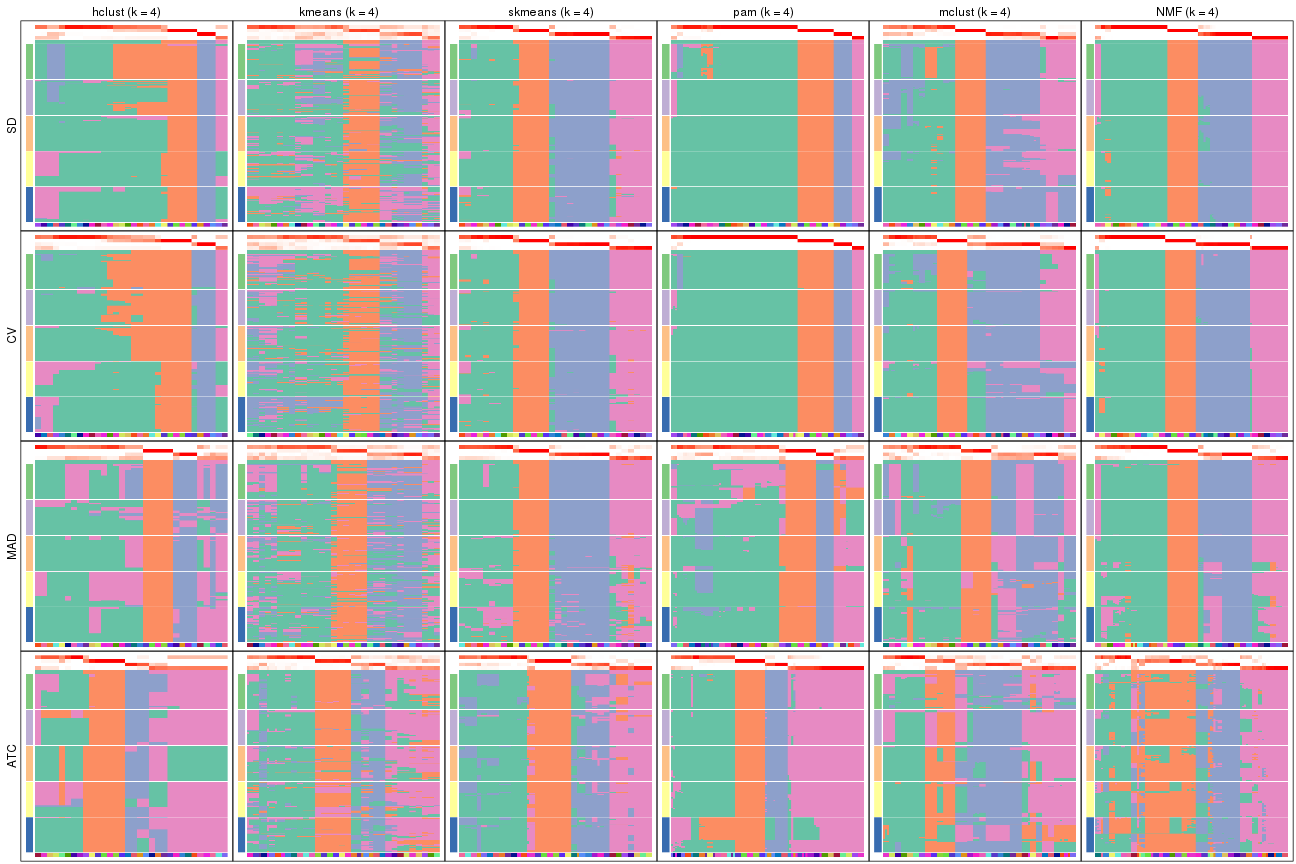 hclust (k = 4) kmeans (k = 4) skmeans (k = 4) pam (k = 4) mclust (k = 4) NMF (k = 4)
SD
CV
MAD
ATC